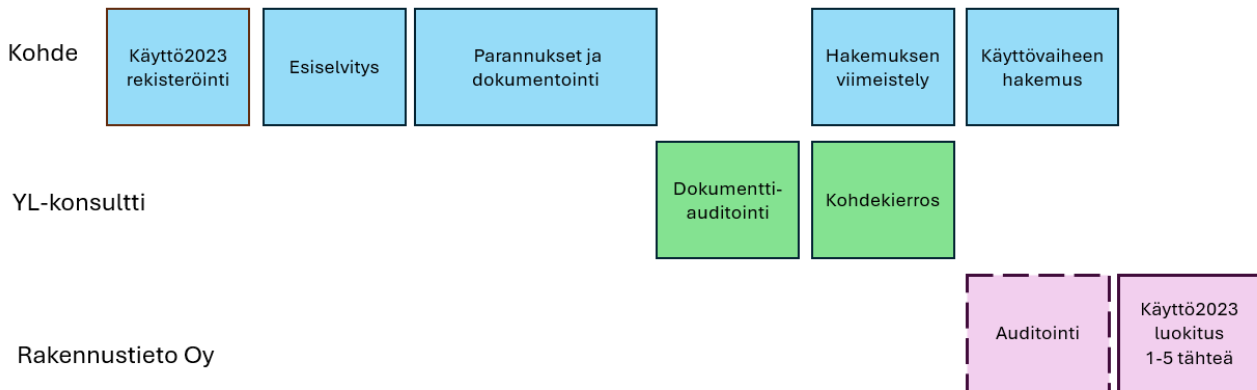 Kohde
Käyttö2023
rekisteröinti
Esiselvitys
Parannukset ja
dokumentointi
Hakemuksen
viimeistely
Käyttövaiheen
hakemus
YL-konsultti
Dokumentti-
auditointi
Kohdekierros
Rakennustieto Oy
Auditointi
Käyttö2023
luokitus
1-5 tähteä